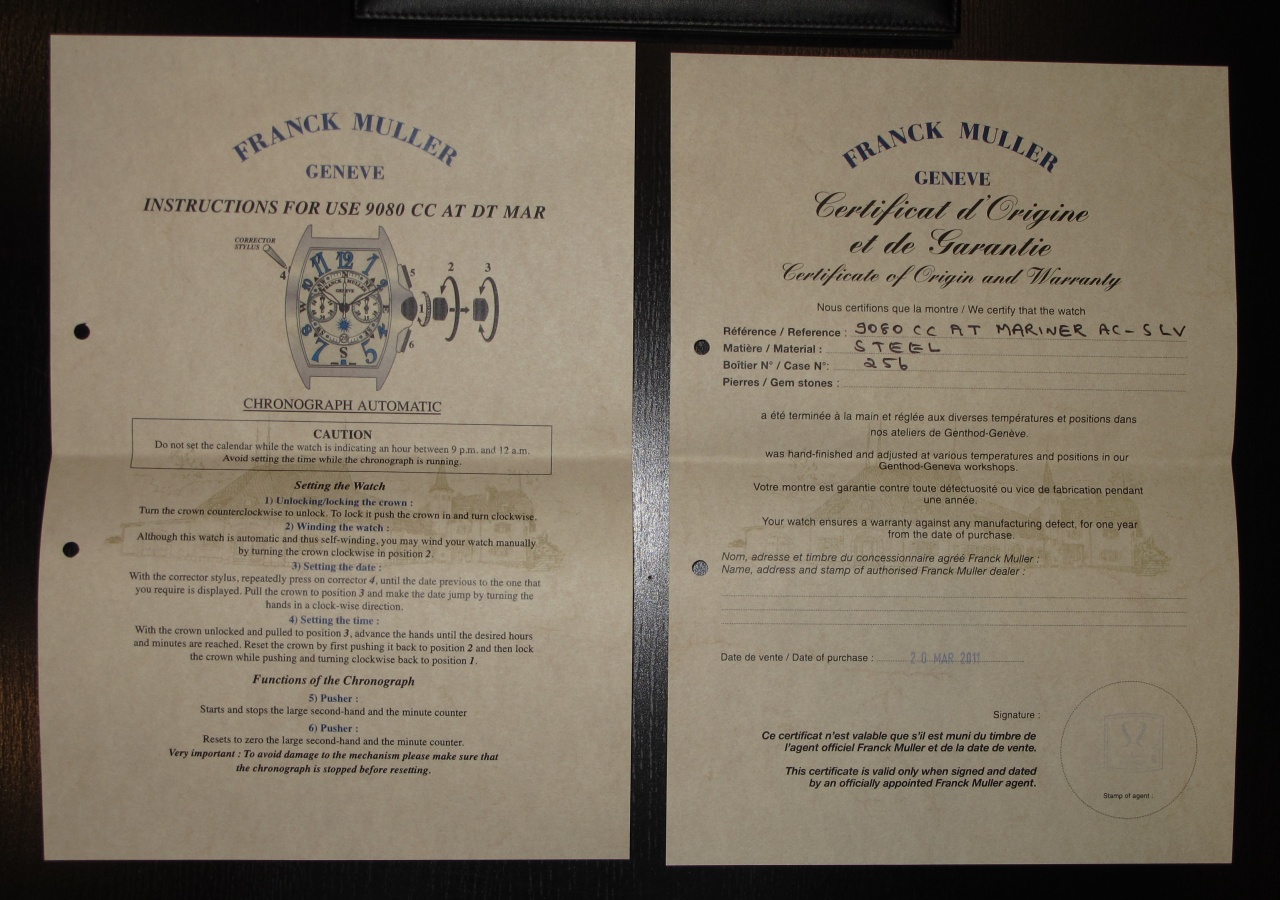 FRANCK MULLER
GENEVE
INSTRUCTIONS FOR USE 9080 CC AT DT MAR
CORRECTOR
STYLUS
4
5
1
2
3
6
11
12
1
N
FRANCK MULLER
GENEVE
W
E
8
7
S
5
CHRONOGRAPH AUTOMATIC
CAUTION
Do not set the calendar while the watch is indicating an hour between 9 p.m. and 12 a.m.
Avoid setting the time while the chronograph is running.
Setting the Watch
1) Unlocking/locking the crown :
Turn the crown counterclockwise to unlock. To lock it push the crown in and turn clockwise.
2) Winding the watch :
Although this watch is automatic and thus self-winding, you may wind your watch manually
by turning the crown clockwise in position 2.
3) Setting the date :
With the corrector stylus, repeatedly press on corrector 4, until the date previous to the one that
you require is displayed. Pull the crown to position 3 and make the date jump by turning the
hands in a clock-wise direction.
4) Setting the time :
With the crown unlocked and pulled to position 3, advance the hands until the desired hours
and minutes are reached. Reset the crown by first pushing it back to position 2 and then lock
the crown while pushing and turning clockwise back to position 1.
Functions of the Chronograph
5) Pusher :
Starts and stops the large second-hand and the minute counter
6) Pusher :
Resets to zero the large second-hand and the minute counter.
Very important : To avoid damage to the mechanism please make sure that
the chronograph is stopped before resetting.
FRANCK MULLER
GENEVE
Certificat d'Origine
et de Garantie
Certificate of Origin and Warranty
Nous certifions que la montre / We certify that the watch
Référence / Reference : 9080 CC AT MARINER AC-SLV
Matière / Material : STEEL
Boîtier N° / Case N°: 256
Pierres / Gem stones :
a été terminée à la main et réglée aux diverses températures et positions dans
nos ateliers de Genthod-Genève.
was hand-finished and adjusted at various temperatures and positions in our
Genthod-Geneva workshops.
Votre montre est garantie contre toute défectuosité ou vice de fabrication pendant
une année.
Your watch ensures a warranty against any manufacturing defect, for one year
from the date of purchase.
Nom, adresse et timbre du concessionnaire agréé Franck Muller :
Name, address and stamp of authorised Franck Muller dealer :
Date de vente / Date of purchase : 20 MAR 2011
Signature :
Ce certificat n'est valable que s'il est muni du timbre de
l'agent officiel Franck Muller et de la date de vente.
This certificate is valid only when signed and dated
by an officially appointed Franck Muller agent.
Stamp of agent :